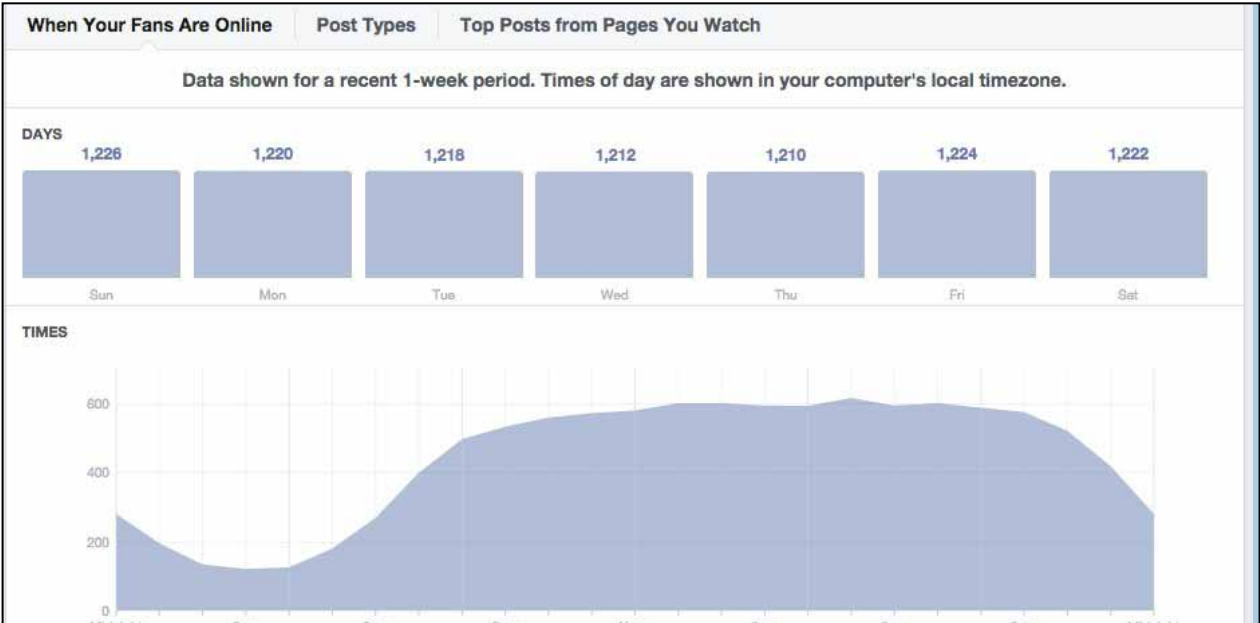 When Your Fans Are Online Post Types Top Posts from Pages You Watch
Data shown for a recent 1-week period. Times of day are shown in your computer's local timezone.
DAYS
1,226 1,220 1,218 1,212 1,210 1,224 1,222
Sun Mon Tue Wed Thu Fri Sat
TIMES
600
400
200
0